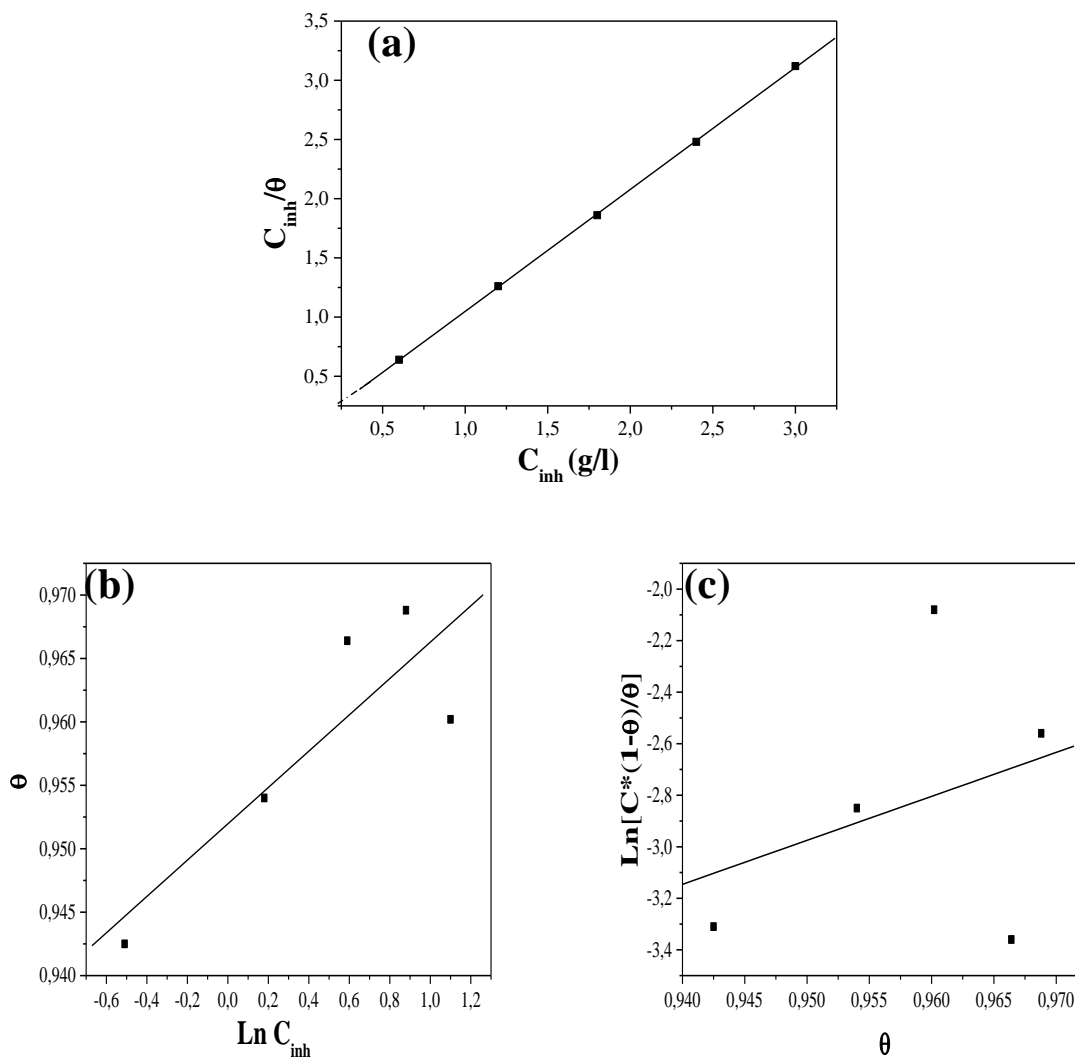 (a)
3,5
3,0
2,5
2,0
1,5
1,0
0,5
C_inh/θ
0,5 1,0 1,5 2,0 2,5 3,0
C_inh (g/l)
(b)
0,970
0,965
0,960
0,955
0,950
0,945
0,940
θ
-0,6 -0,4 -0,2 0,0 0,2 0,4 0,6 0,8 1,0 1,2
Ln C_inh
(c)
-2,0
-2,2
-2,4
-2,6
-2,8
-3,0
-3,2
-3,4
Ln[C*(1-θ)/θ]
0,940 0,945 0,950 0,955 0,960 0,965 0,970
θ